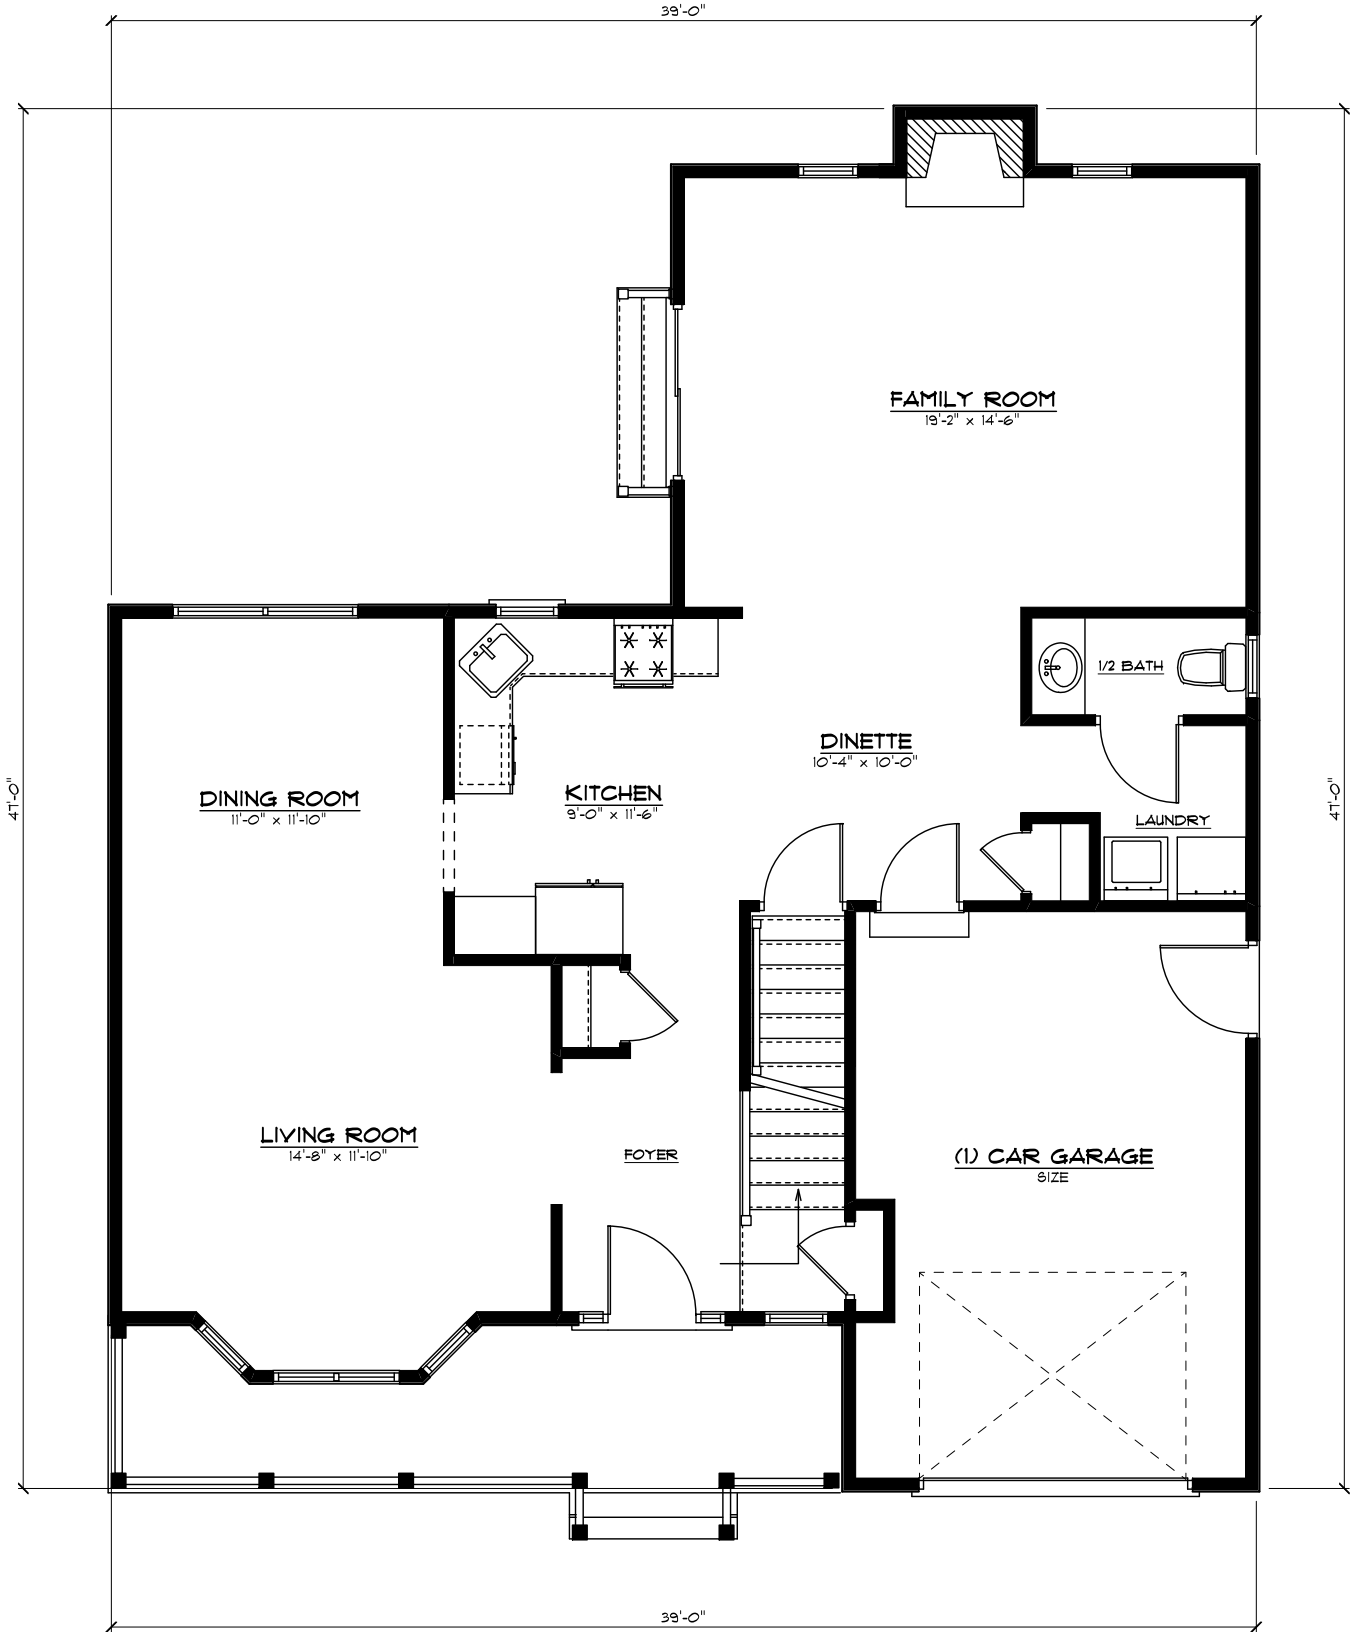 39'-0"
FAMILY ROOM
19'-2" x 14'-6"
1/2 BATH
DINETTE
10'-4" x 10'-0"
47'-0"
DINING ROOM
11'-0" x 11'-10"
KITCHEN
9'-0" x 11'-6"
47'-0"
LAUNDRY
LIVING ROOM
14'-8" x 11'-10"
FOYER
(1) CAR GARAGE
SIZE
39'-0"